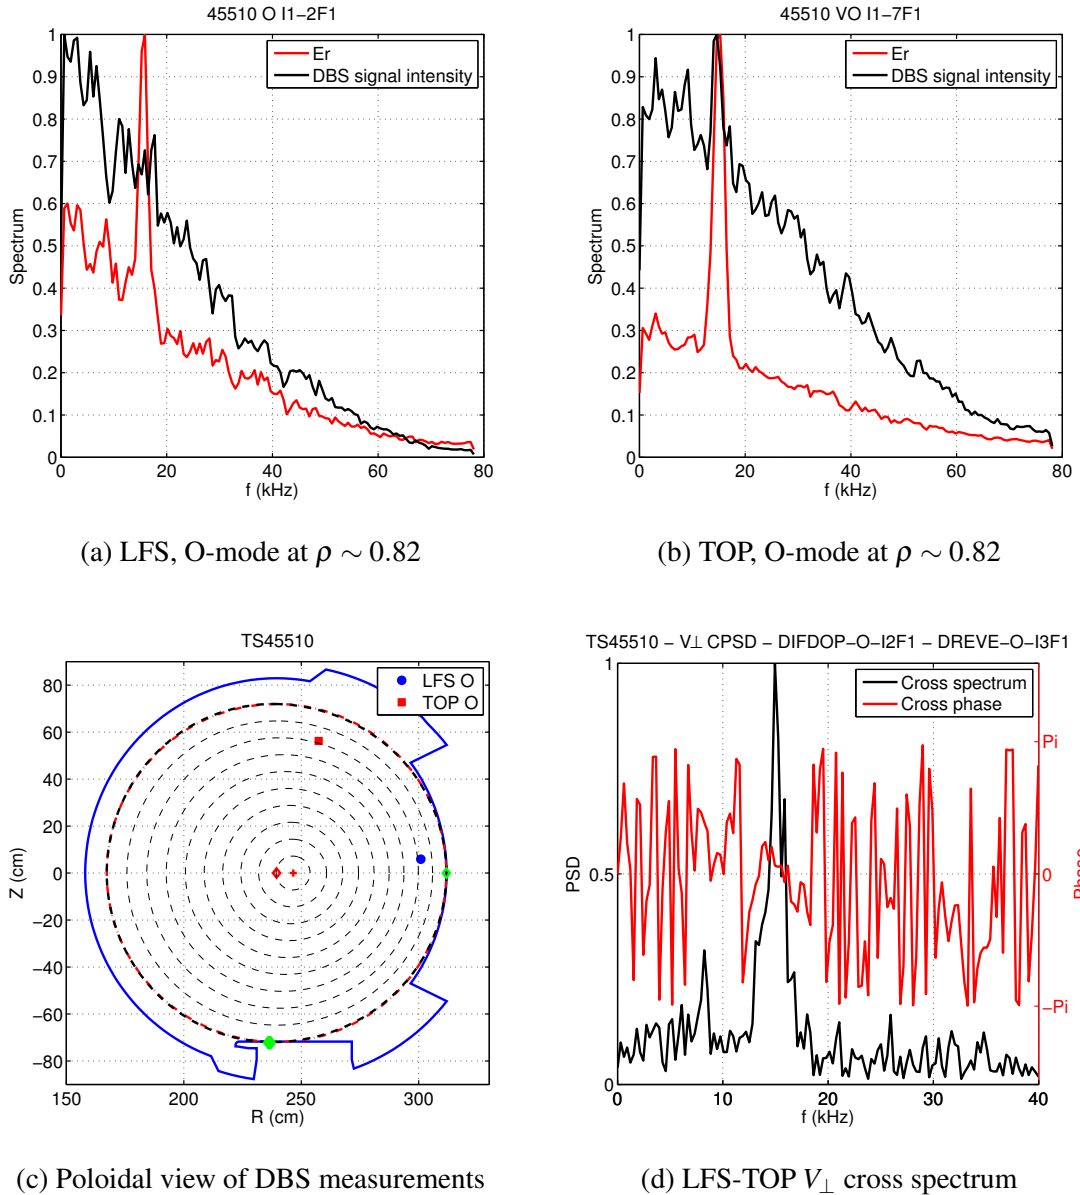 45510 O I1−2F1
Er
DBS signal intensity
Spectrum
1
0.9
0.8
0.7
0.6
0.5
0.4
0.3
0.2
0.1
0
0 20 40 60 80
f (kHz)
(a) LFS, O-mode at ρ ∼ 0.82
45510 VO I1−7F1
Er
DBS signal intensity
Spectrum
1
0.9
0.8
0.7
0.6
0.5
0.4
0.3
0.2
0.1
0
0 20 40 60 80
f (kHz)
(b) TOP, O-mode at ρ ∼ 0.82
TS45510
LFS O
TOP O
Z (cm)
80
60
40
20
0
−20
−40
−60
−80
150 200 250 300
R (cm)
(c) Poloidal view of DBS measurements
TS45510 − V⊥ CPSD − DIFDOP−O−I2F1 − DREVE−O−I3F1
Cross spectrum
Cross phase
PSD
1
0.5
0
Pi
0
−Pi
Phase
0 10 20 30 40
f (kHz)
(d) LFS-TOP V⊥ cross spectrum